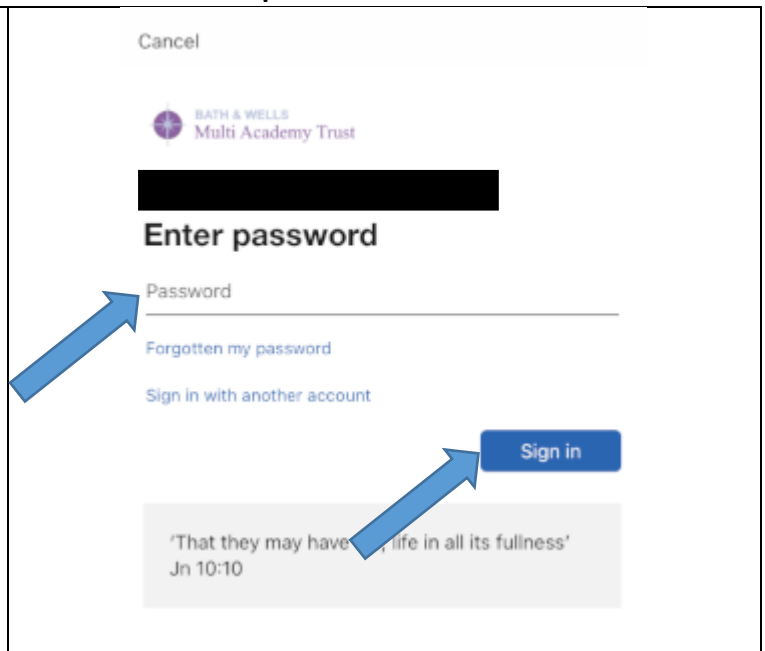 Cancel
BATH & WELLS
Multi Academy Trust
Enter password
Password
Forgotten my password
Sign in with another account
Sign in
'That they may have life in all its fullness'
Jn 10:10